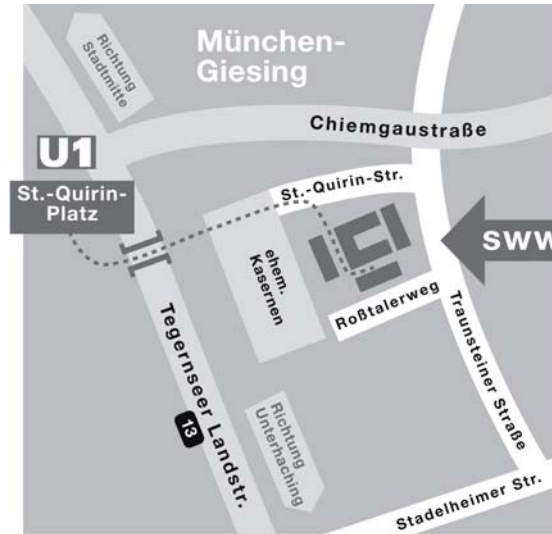 Richtung
Stadtmitte
München-
Giesing
Chiemgaustraße
U1
St.-Quirin-
Platz
St.-Quirin-Str.
ehem.
Kasernen
SWW
Roßtalerweg
Traunsteiner Straße
Tegernseer Landstr.
13
Richtung
Unterhaching
Stadelheimer Str.